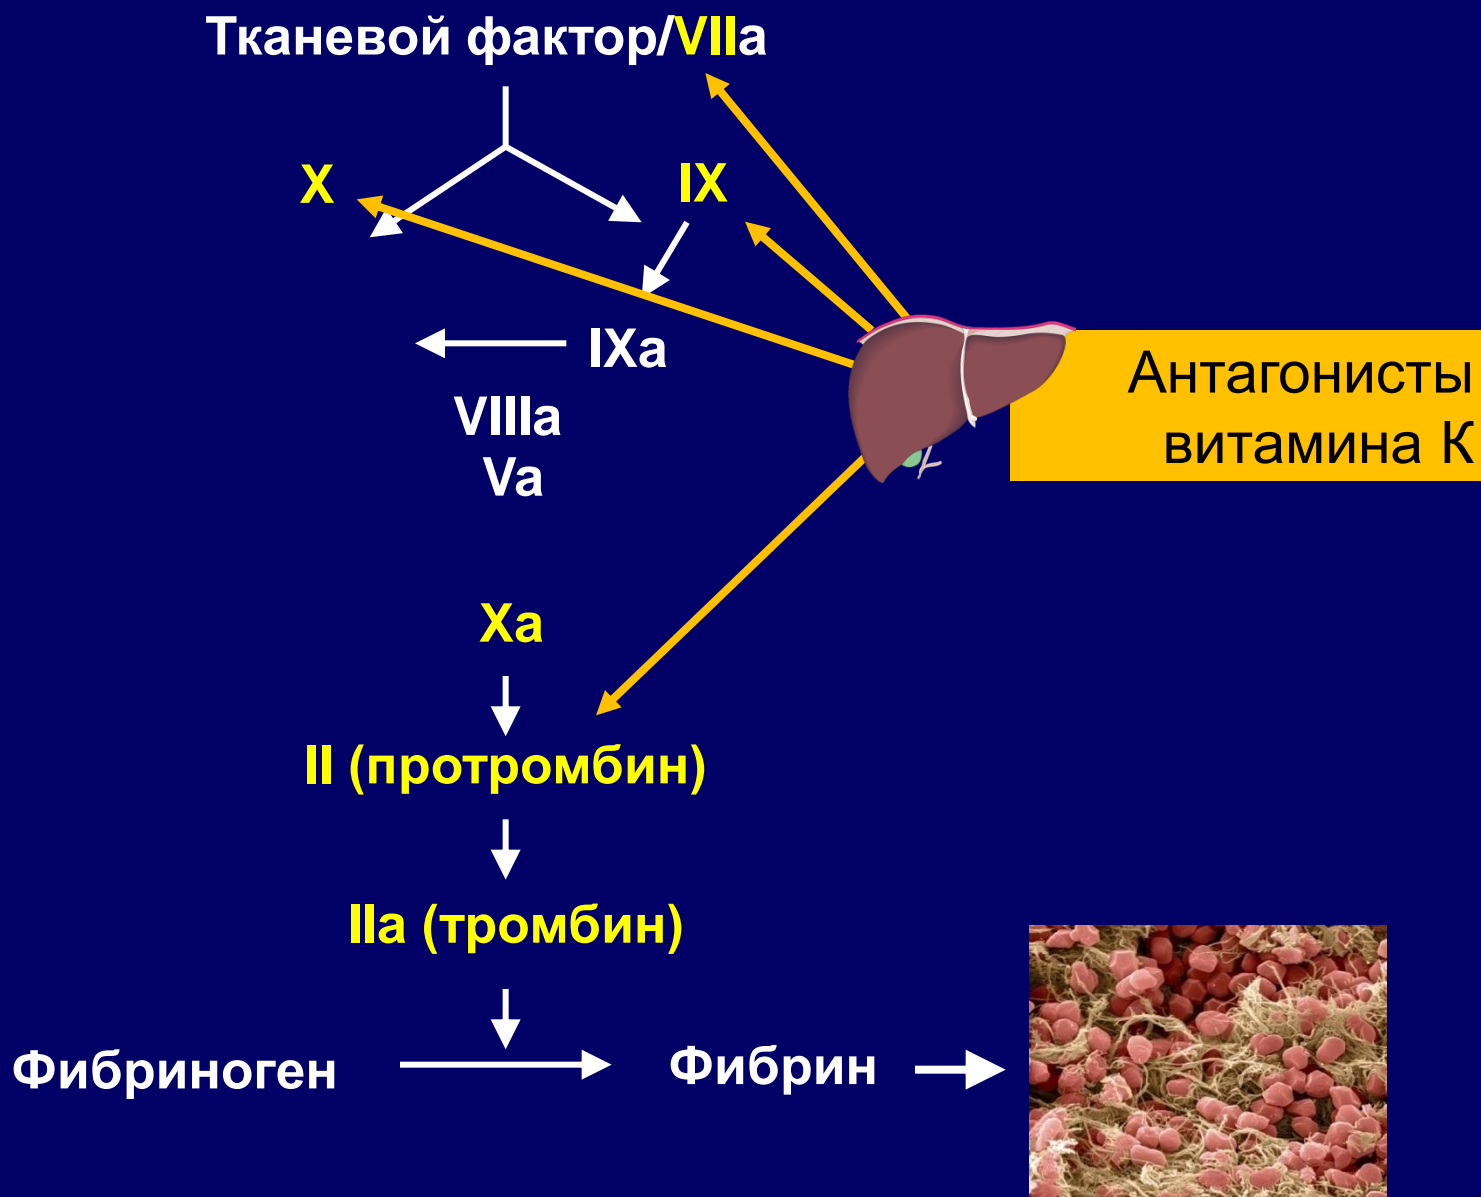 Тканевой фактор/VIIa
X
IX
IXa
VIIIa
Va
Антагонисты
витамина К
Xa
II (протромбин)
IIa (тромбин)
Фибриноген
Фибрин